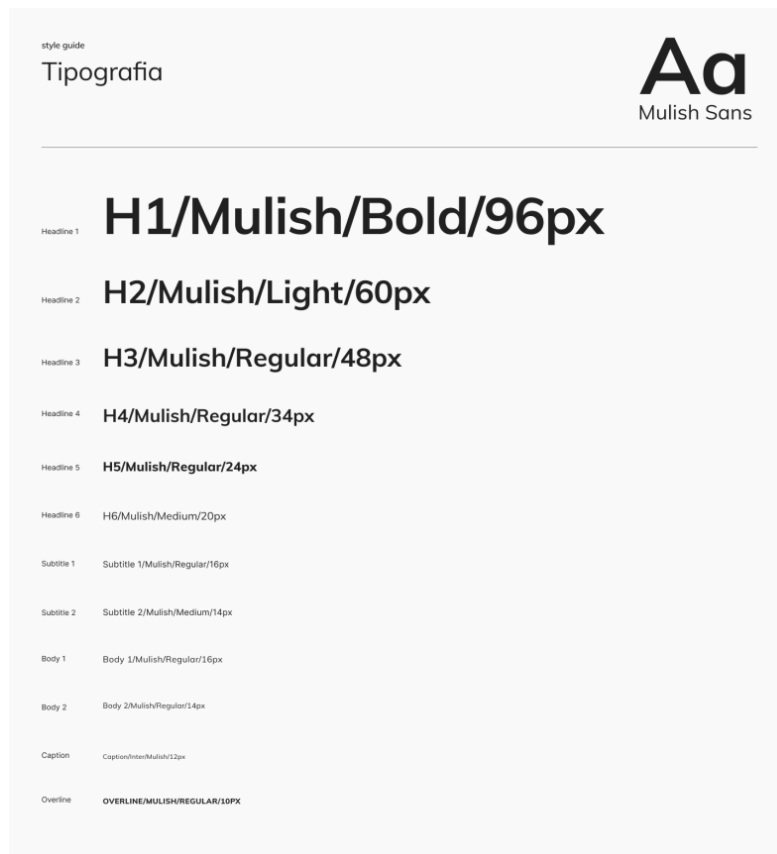 style guide
Tipografia
Aa
Mulish Sans
Headline 1 H1/Mulish/Bold/96px
Headline 2 H2/Mulish/Light/60px
Headline 3 H3/Mulish/Regular/48px
Headline 4 H4/Mulish/Regular/34px
Headline 5 H5/Mulish/Regular/24px
Headline 6 H6/Mulish/Medium/20px
Subtitle 1 Subtitle 1/Mulish/Regular/16px
Subtitle 2 Subtitle 2/Mulish/Medium/14px
Body 1 Body 1/Mulish/Regular/16px
Body 2 Body 2/Mulish/Regular/14px
Caption Caption/Inter/Mulish/12px
Overline OVERLINE/MULISH/REGULAR/10PX